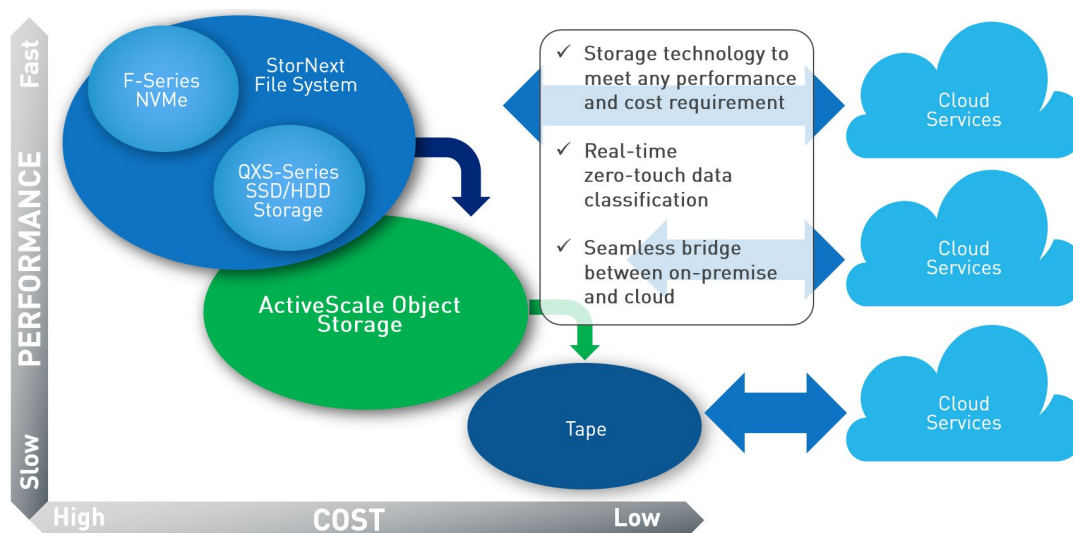 Fast
PERFORMANCE
Slow
F-Series
NVMe
StorNext
File System
QXS-Series
SSD/HDD
Storage
ActiveScale Object
Storage
Tape
✓ Storage technology to
meet any performance
and cost requirement
✓ Real-time
zero-touch data
classification
✓ Seamless bridge
between on-premise
and cloud
Cloud
Services
Cloud
Services
Cloud
Services
High
COST
Low